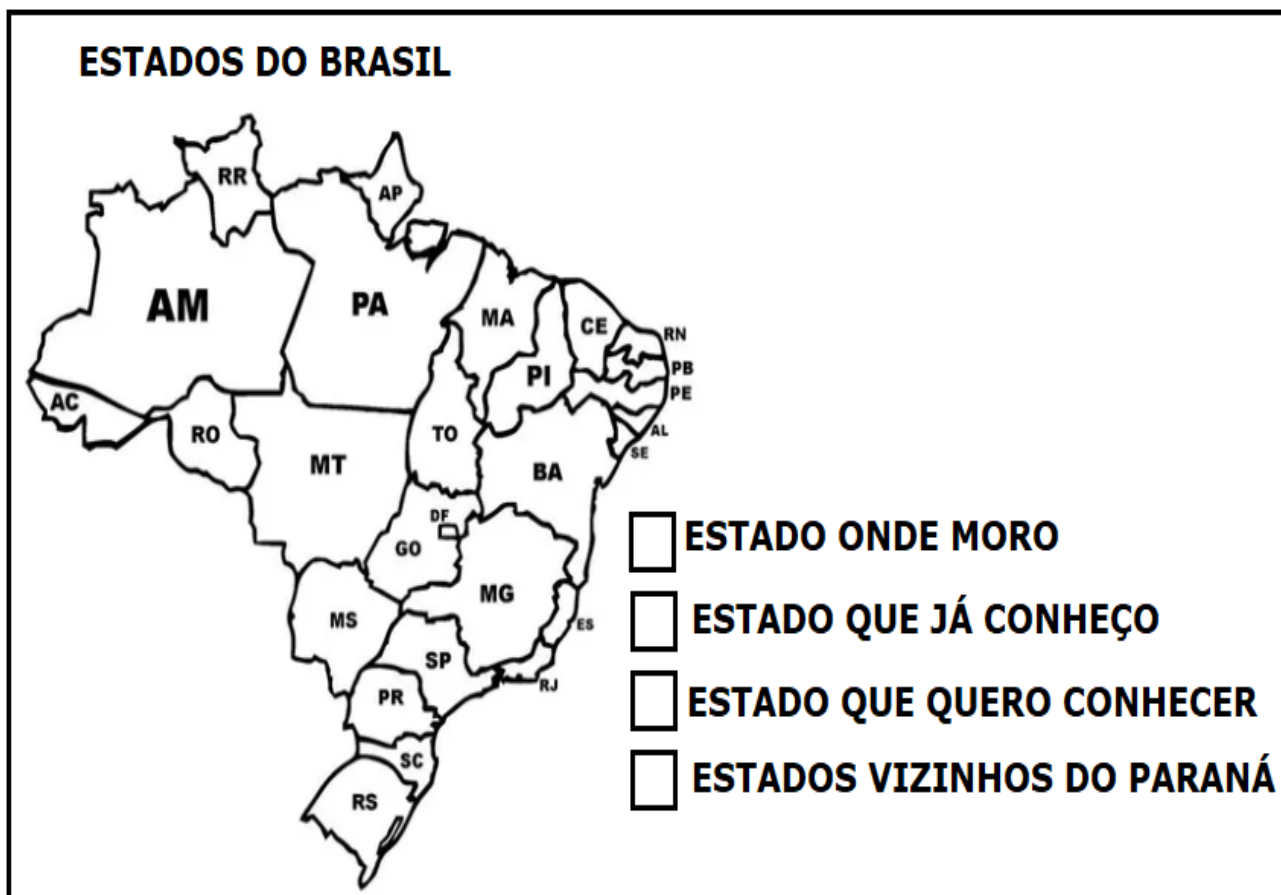 ESTADOS DO BRASIL
RR
AP
AM
PA
MA
CE
RN
PB
PE
PI
AC
RO
TO
AL
SE
MT
BA
DF
GO
MG
MS
ES
SP
RJ
PR
SC
RS
ESTADO ONDE MORO
ESTADO QUE JÁ CONHEÇO
ESTADO QUE QUERO CONHECER
ESTADOS VIZINHOS DO PARANÁ